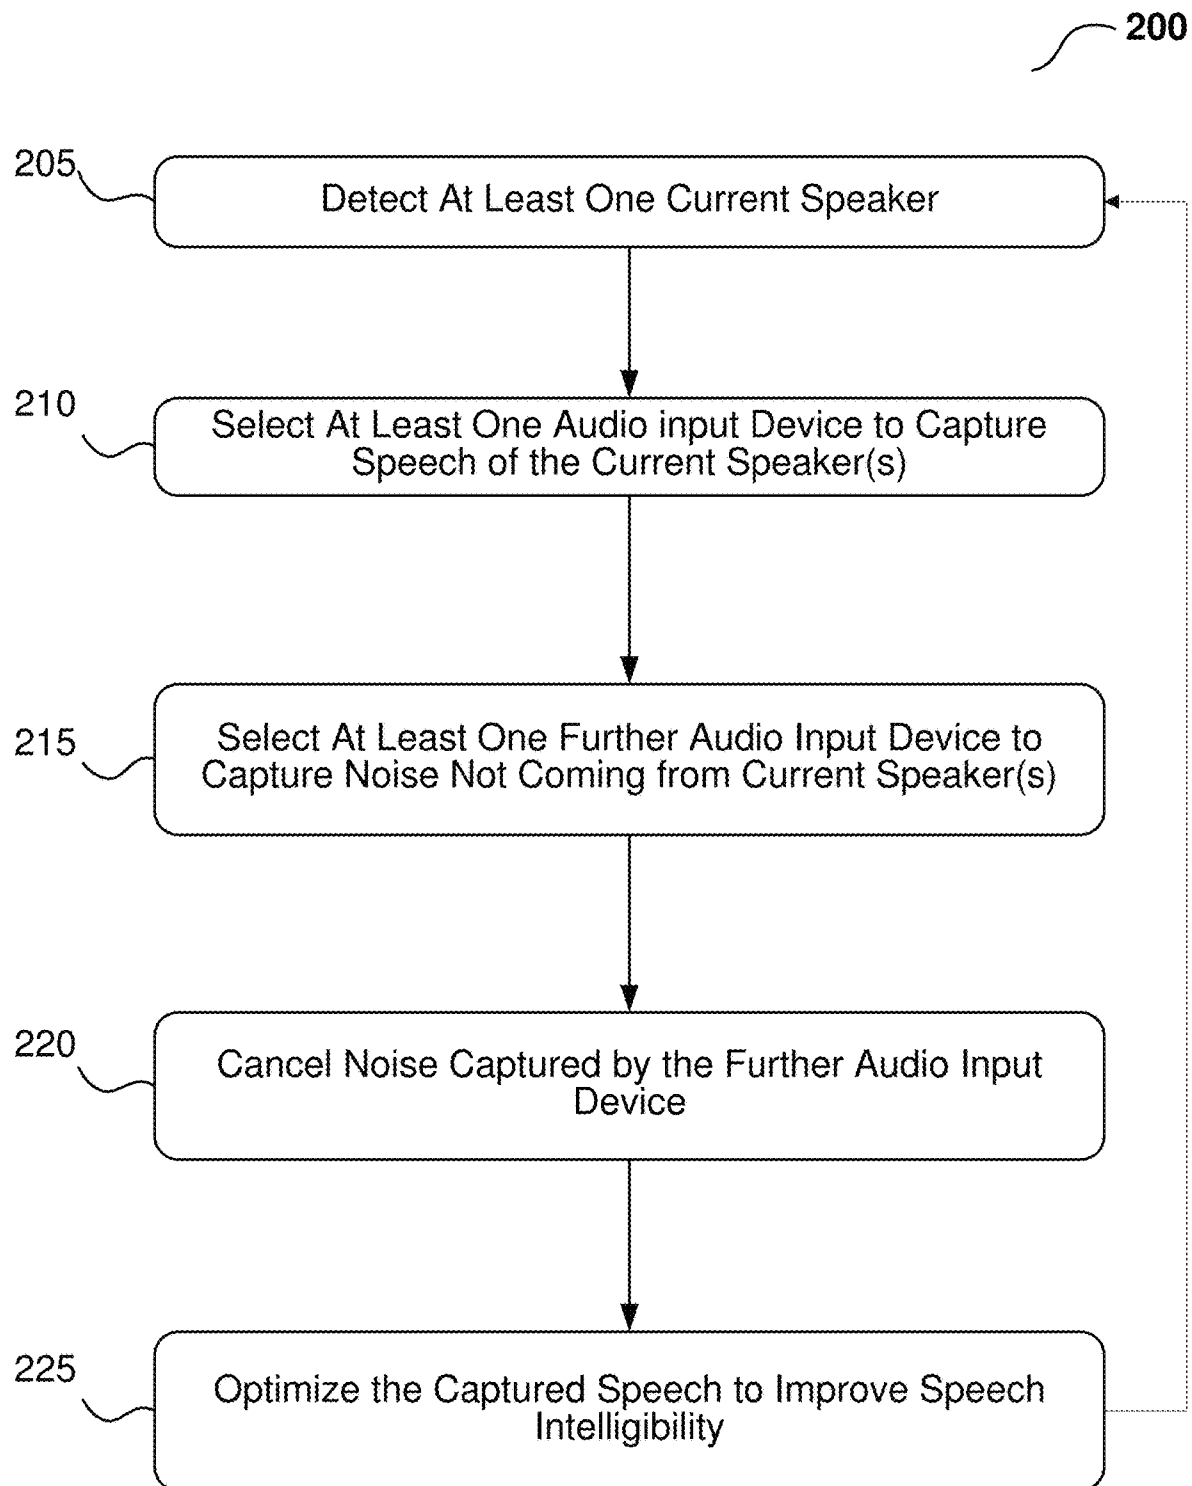 200
205
Detect At Least One Current Speaker
210
Select At Least One Audio input Device to Capture
Speech of the Current Speaker(s)
215
Select At Least One Further Audio Input Device to
Capture Noise Not Coming from Current Speaker(s)
220
Cancel Noise Captured by the Further Audio Input
Device
225
Optimize the Captured Speech to Improve Speech
Intelligibility